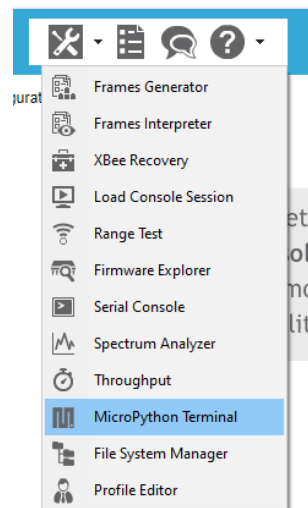 Frames Generator
Frames Interpreter
XBee Recovery
Load Console Session
Range Test
Firmware Explorer
Serial Console
Spectrum Analyzer
Throughput
MicroPython Terminal
File System Manager
Profile Editor